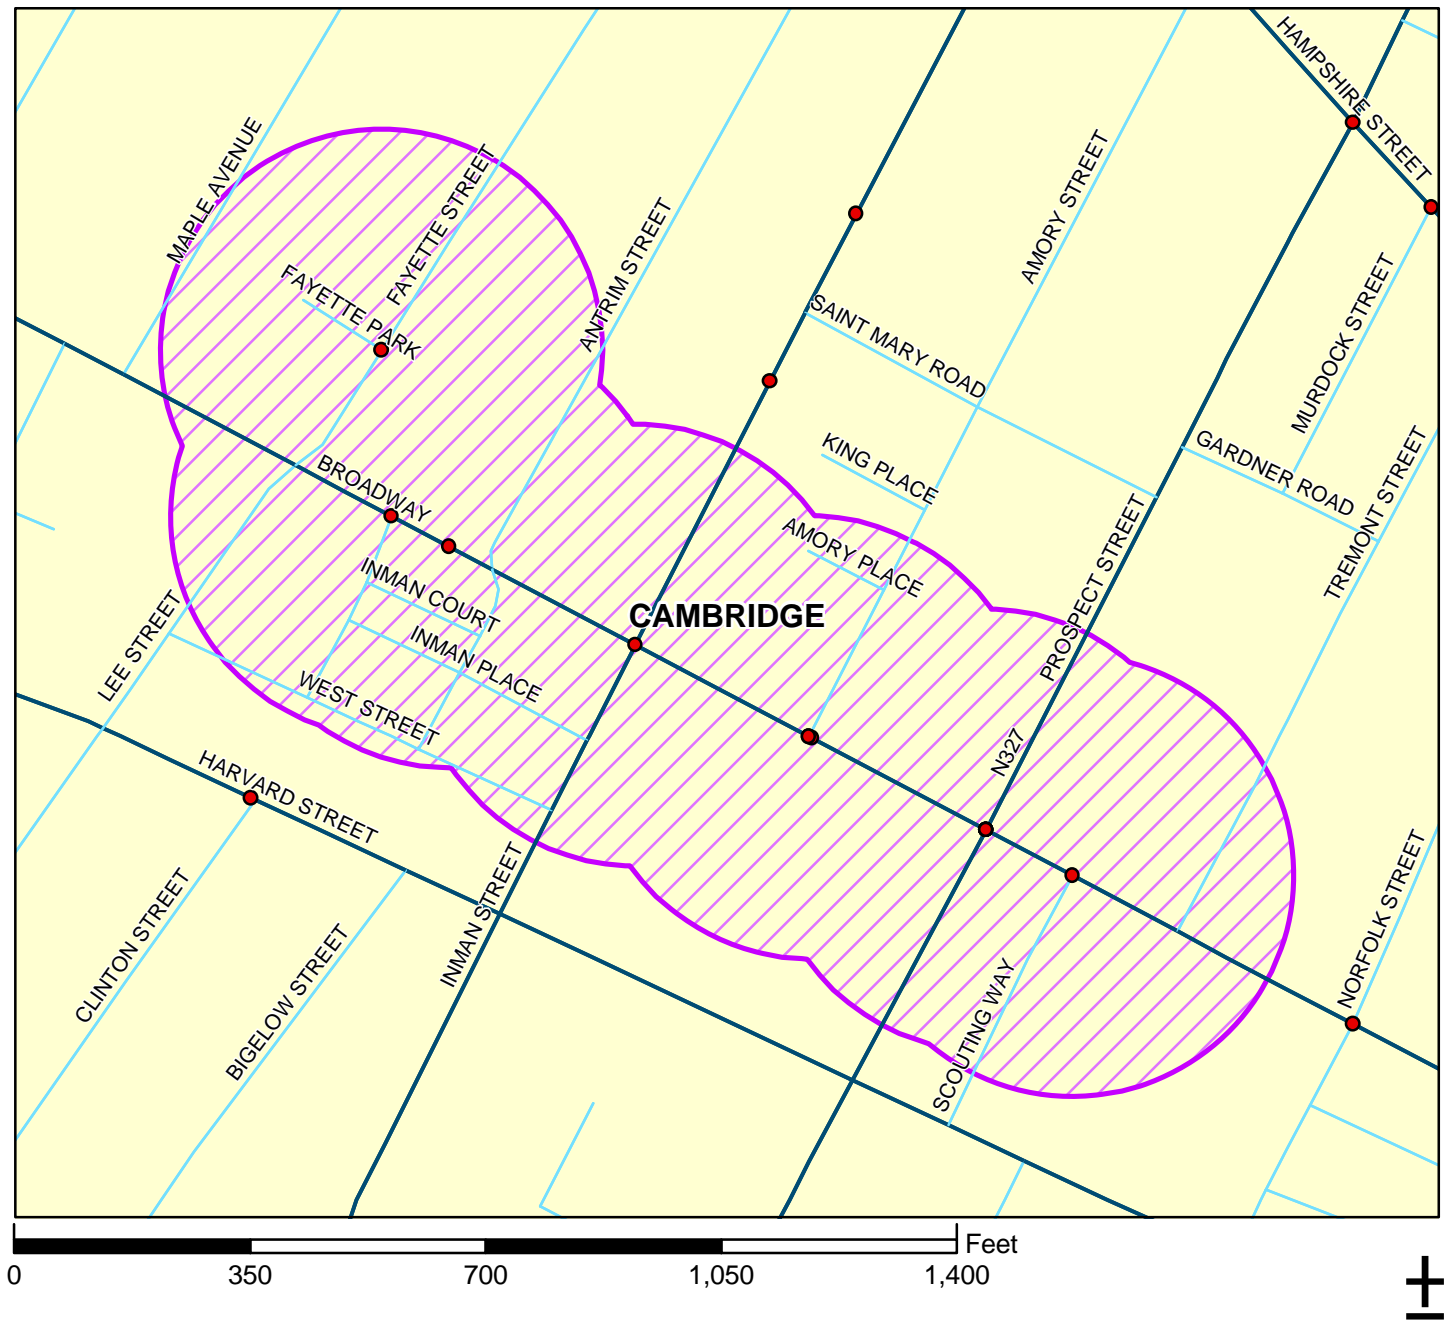 HAMPSHIRE STREET
MAPLE AVENUE
FAYETTE STREET
AMORY STREET
ANTRIM STREET
FAYETTE PARK
SAINT MARY ROAD
MURDOCK STREET
KING PLACE
GARDNER ROAD
BROADWAY
AMORY PLACE
PROSPECT STREET
TREMONT STREET
INMAN COURT
CAMBRIDGE
LEE STREET
INMAN PLACE
WEST STREET
N327
HARVARD STREET
INMAN STREET
NORFOLK STREET
CLINTON STREET
BIGELOW STREET
SCOUTING WAY
Feet
0 350 700 1,050 1,400